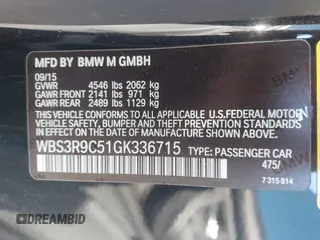 MFD BY BMW M GMBH
09/15
GVWR 4546 lbs 2062 kg
GAWR FRONT 2141 lbs 971 kg
GAWR REAR 2489 lbs 1129 kg
THIS VEHICLE CONFORMS TO ALL APPLICABLE U.S. FEDERAL MOTOR
VEHICLE SAFETY, BUMPER, AND THEFT PREVENTION STANDARDS
IN EFFECT ON THE DATE OF MANUFACTURE SHOWN ABOVE.
WBS3R9C51GK336715 TYPE: PASSENGER CAR
475/
7 315 814